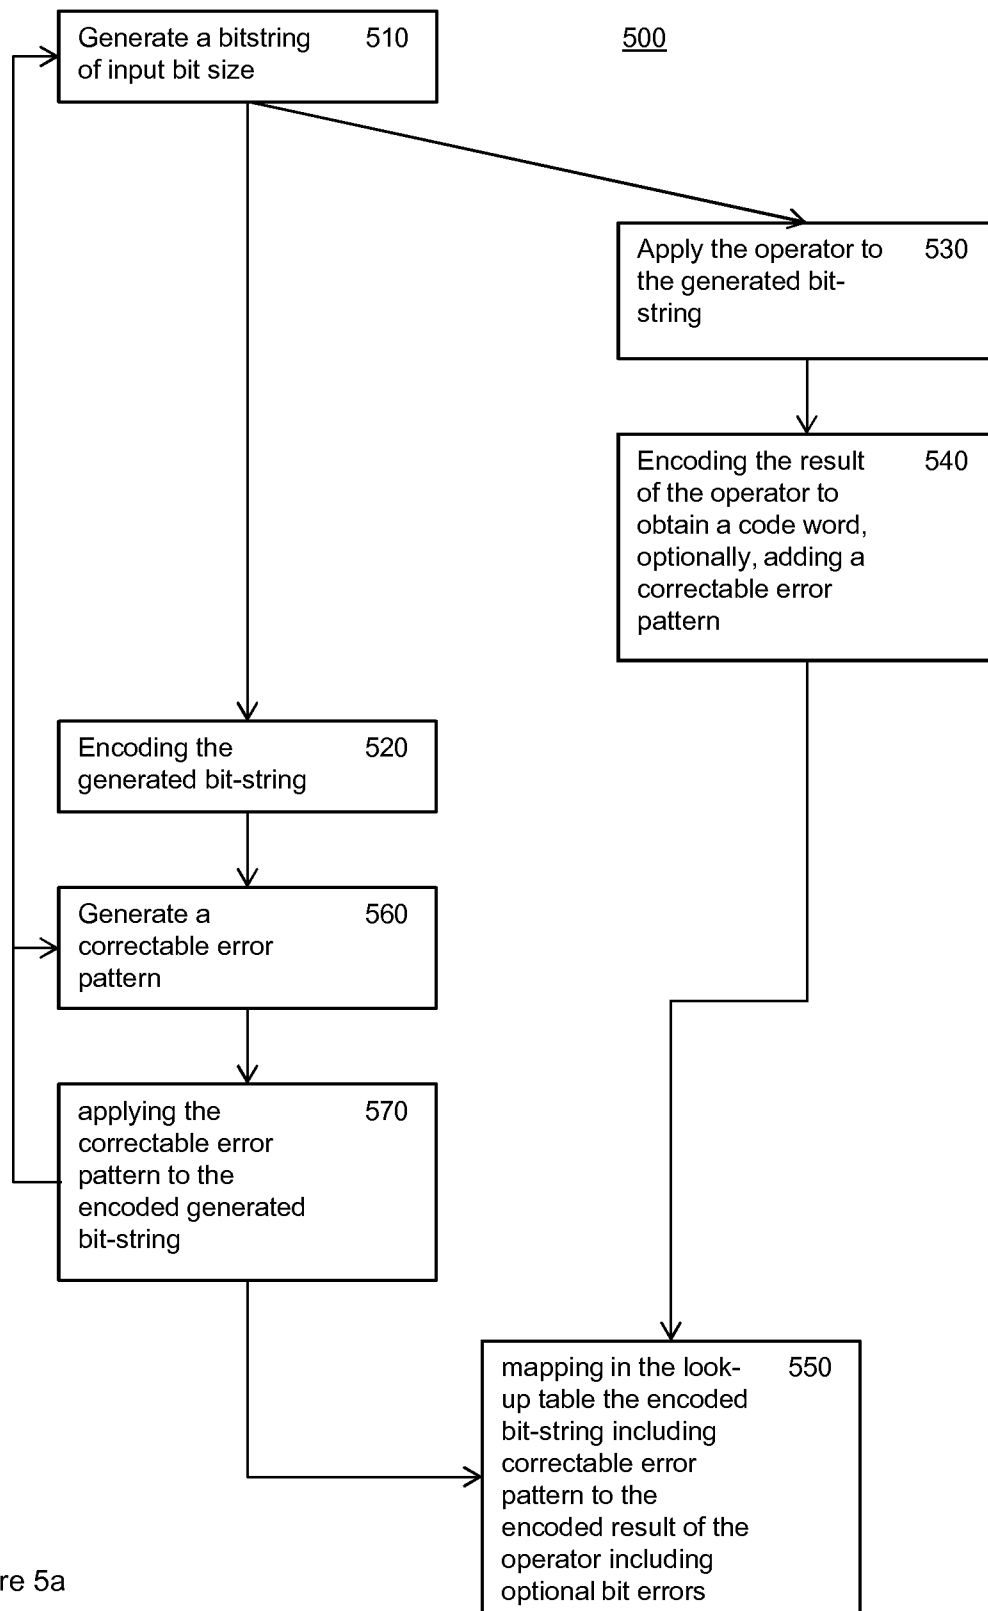 Generate a bitstring 510
of input bit size
500
Apply the operator to 530
the generated bit-
string
Encoding the result 540
of the operator to
obtain a code word,
optionally, adding a
correctable error
pattern
Encoding the 520
generated bit-string
Generate a 560
correctable error
pattern
applying the 570
correctable error
pattern to the
encoded generated
bit-string
mapping in the look- 550
up table the encoded
bit-string including
correctable error
pattern to the
encoded result of the
operator including
optional bit errors
re 5a